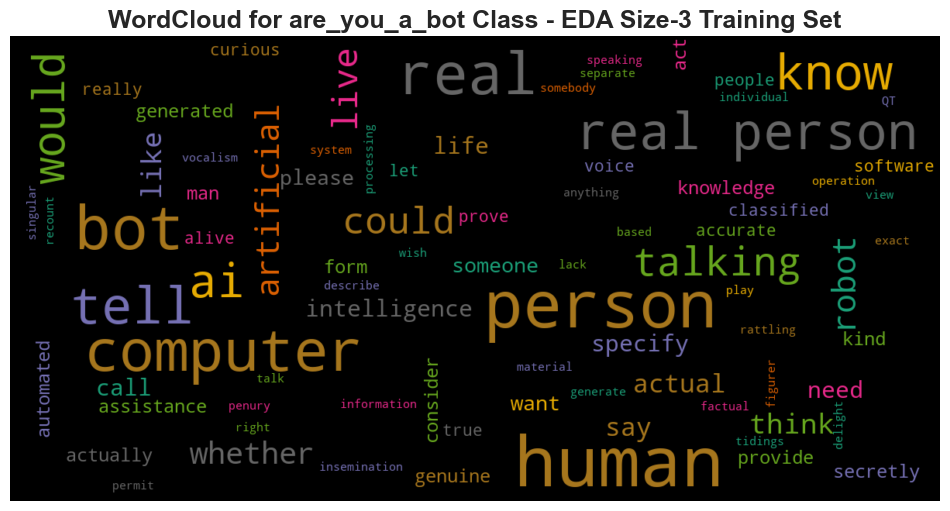 WordCloud for are_you_a_bot Class - EDA Size-3 Training Set
curious
speaking
act
really
separate
real
people
know
somebody
individual
QT
would
live
generated
real person
like
vocalism
artificial
system
processing
life
voice
software
please
let
operation
singular
recount
man
anything
knowledge
view
bot
alive
could
prove
classified
based
accurate
exact
wish
form
someone
lack
talking
robot
tell
ai
describe
play
intelligence
person
rattling
computer
specify
kind
automated
call
talk
consider
material
generate
actual
figurer
need
assistance
penury
information
want
factual
delight
right
true
say
think
actually
whether
insemination
human
tidings
provide
permit
genuine
secretly